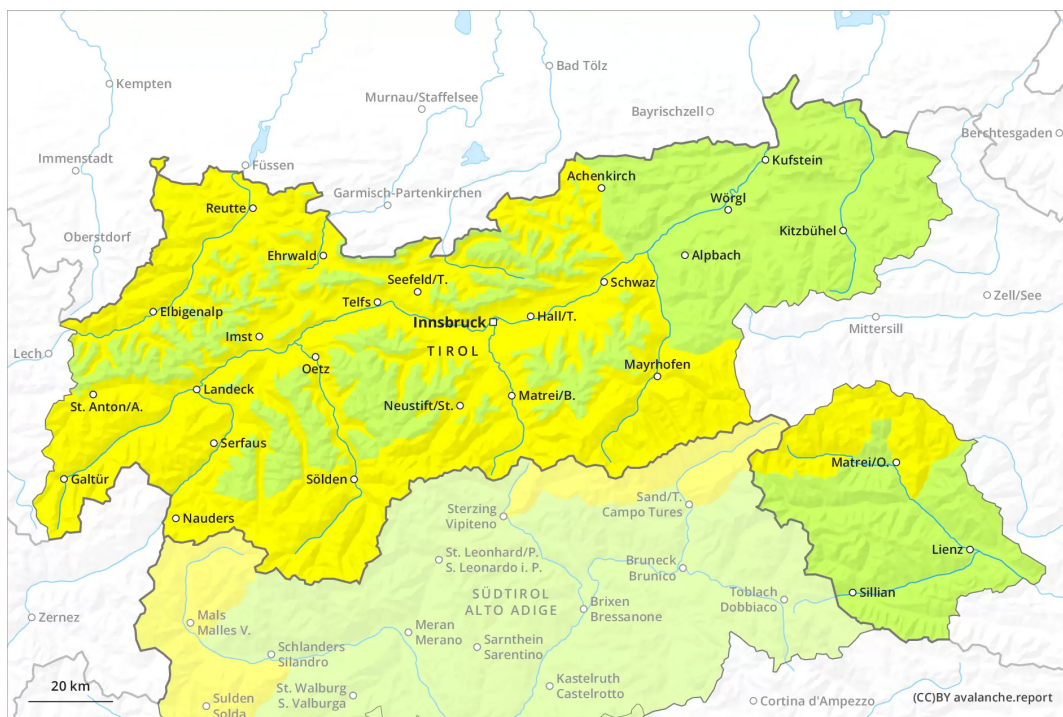 Kempten
Bad Tölz
Murnau/Staffelsee
Bayrischzell
Berchtesgaden
Immenstadt
Füssen
Kufstein
Achenkirch
Garmisch-Partenkirchen
Reutte
Wörgl
Oberstdorf
Kitzbühel
Ehrwald
Alpbach
Seefeld/T.
Schwaz
Telfs
Zell/See
Elbigenalp
Innsbruck
Hall/T.
Mittersill
Imst
TIROL
Lech
Oetz
Mayrhofen
Landeck
St. Anton/A.
Neustift/St.
Matrei/B.
Serfaus
Matrei/O.
Galtür
Sölden
Sand/T.
Campo Tures
Sterzing
Vipiteno
Nauders
Lienz
St. Leonhard/P.
S. Leonardo i. P.
Bruneck
Brunico
Sillian
SÜDTIROL
ALTO ADIGE
Toblach
Dobbiaco
Brixen
Bressanone
Zernez
Mals
Malles V.
Meran
Merano
Sarnthein
Sarentino
Schlanders
Silandro
Kastelruth
Castelrotto
20 km
St. Walburg
S. Valburga
Sulden
Solda
Cortina d'Ampezzo
(CC)BY avalanche.report